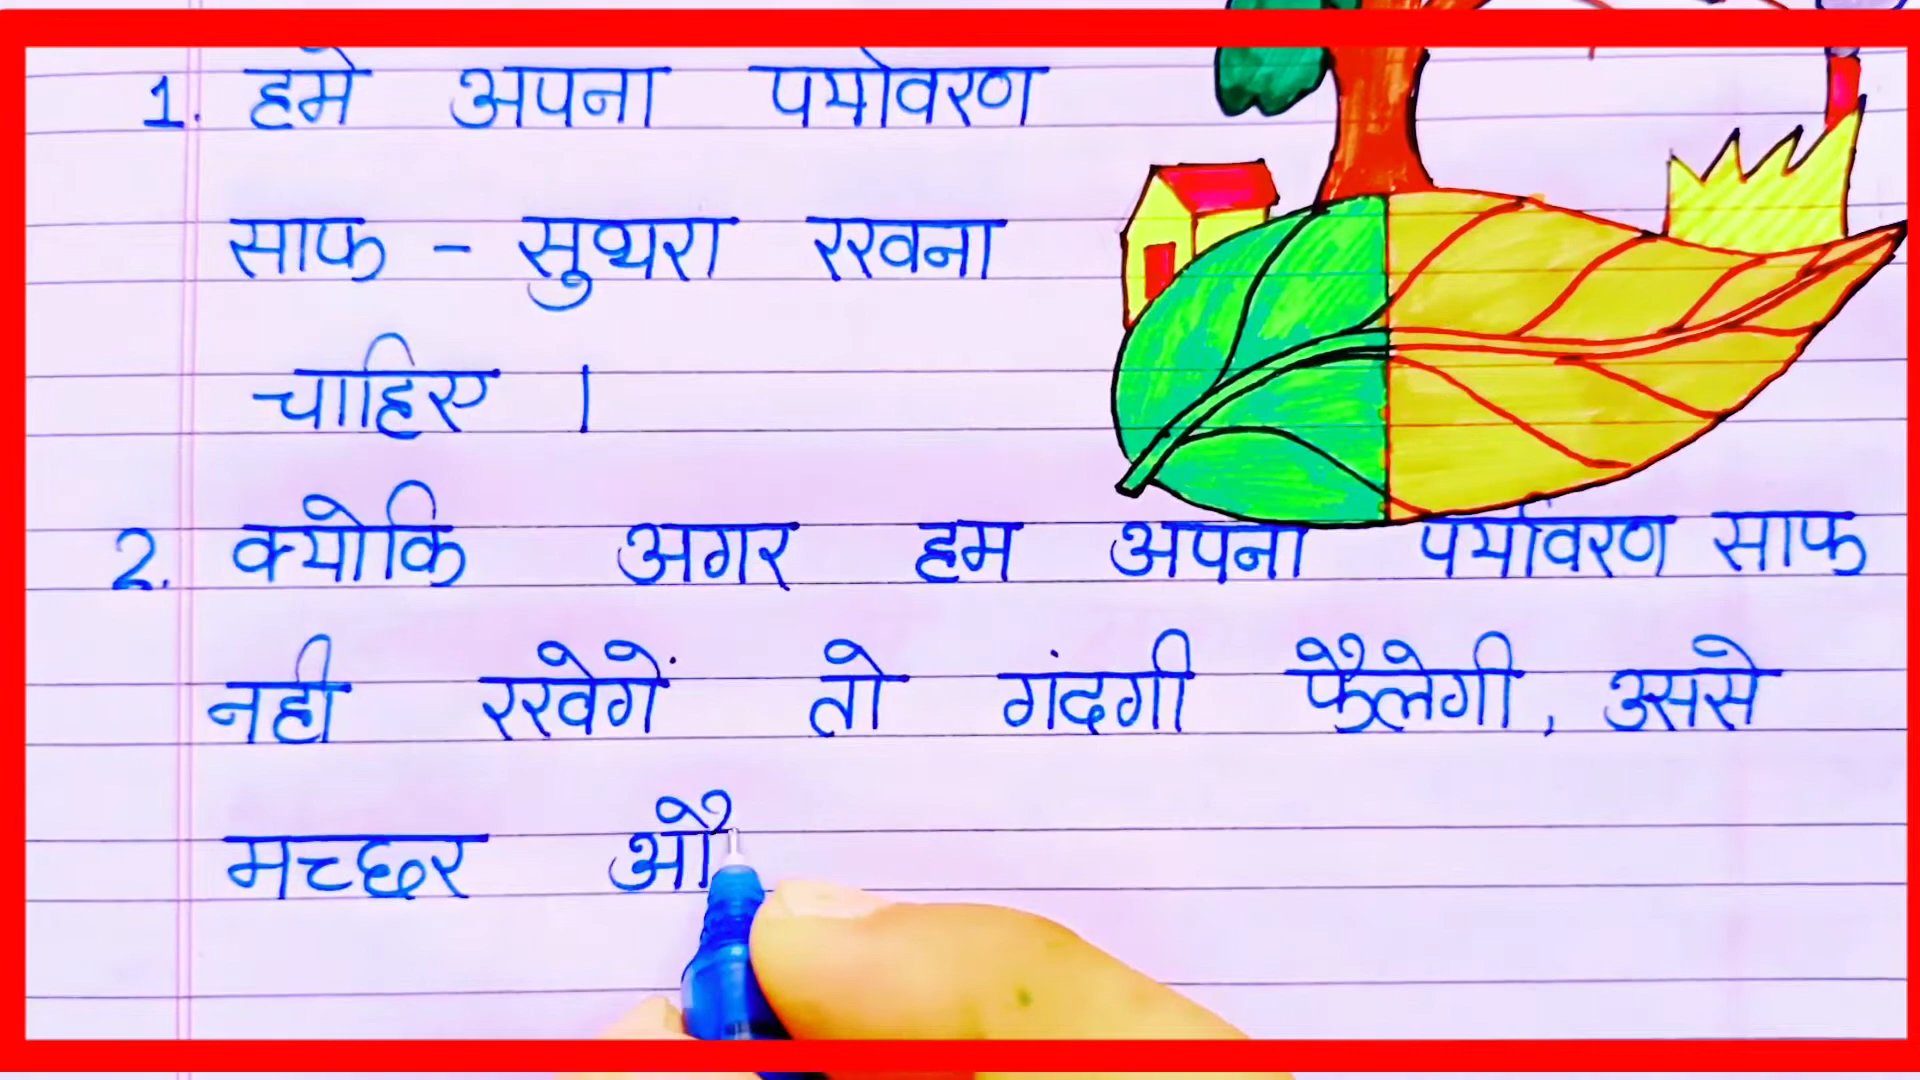 1. हमे अपना पर्यावरण
साफ - सुथरा रखना
चाहिए ।
2. क्योकि अगर हम अपना पर्यावरण साफ
नही रखेगें तो गंदगी फैलेगी, उससे
मच्छर औ